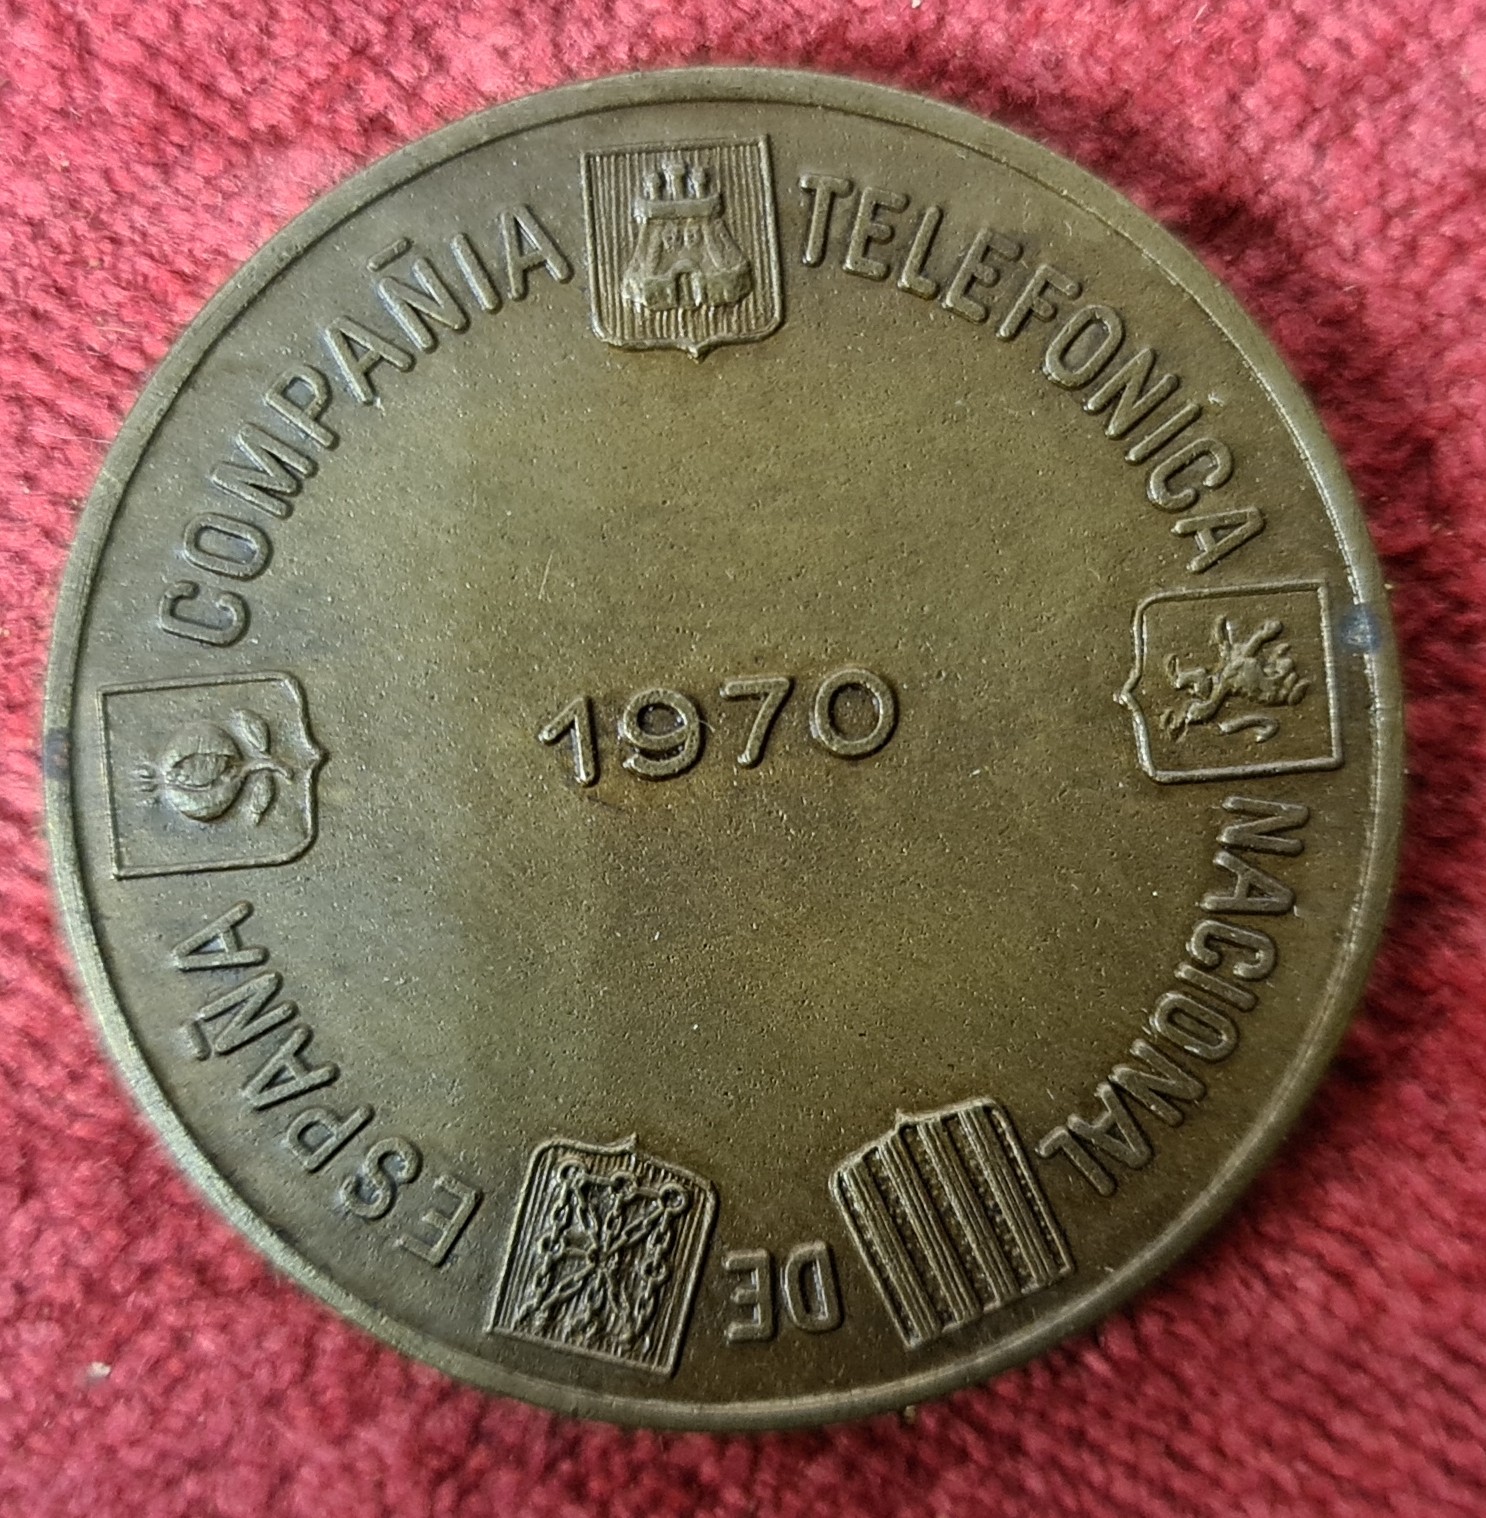 COMPAÑIA TELEFONICA NACIONAL DE ESPAÑA
1970